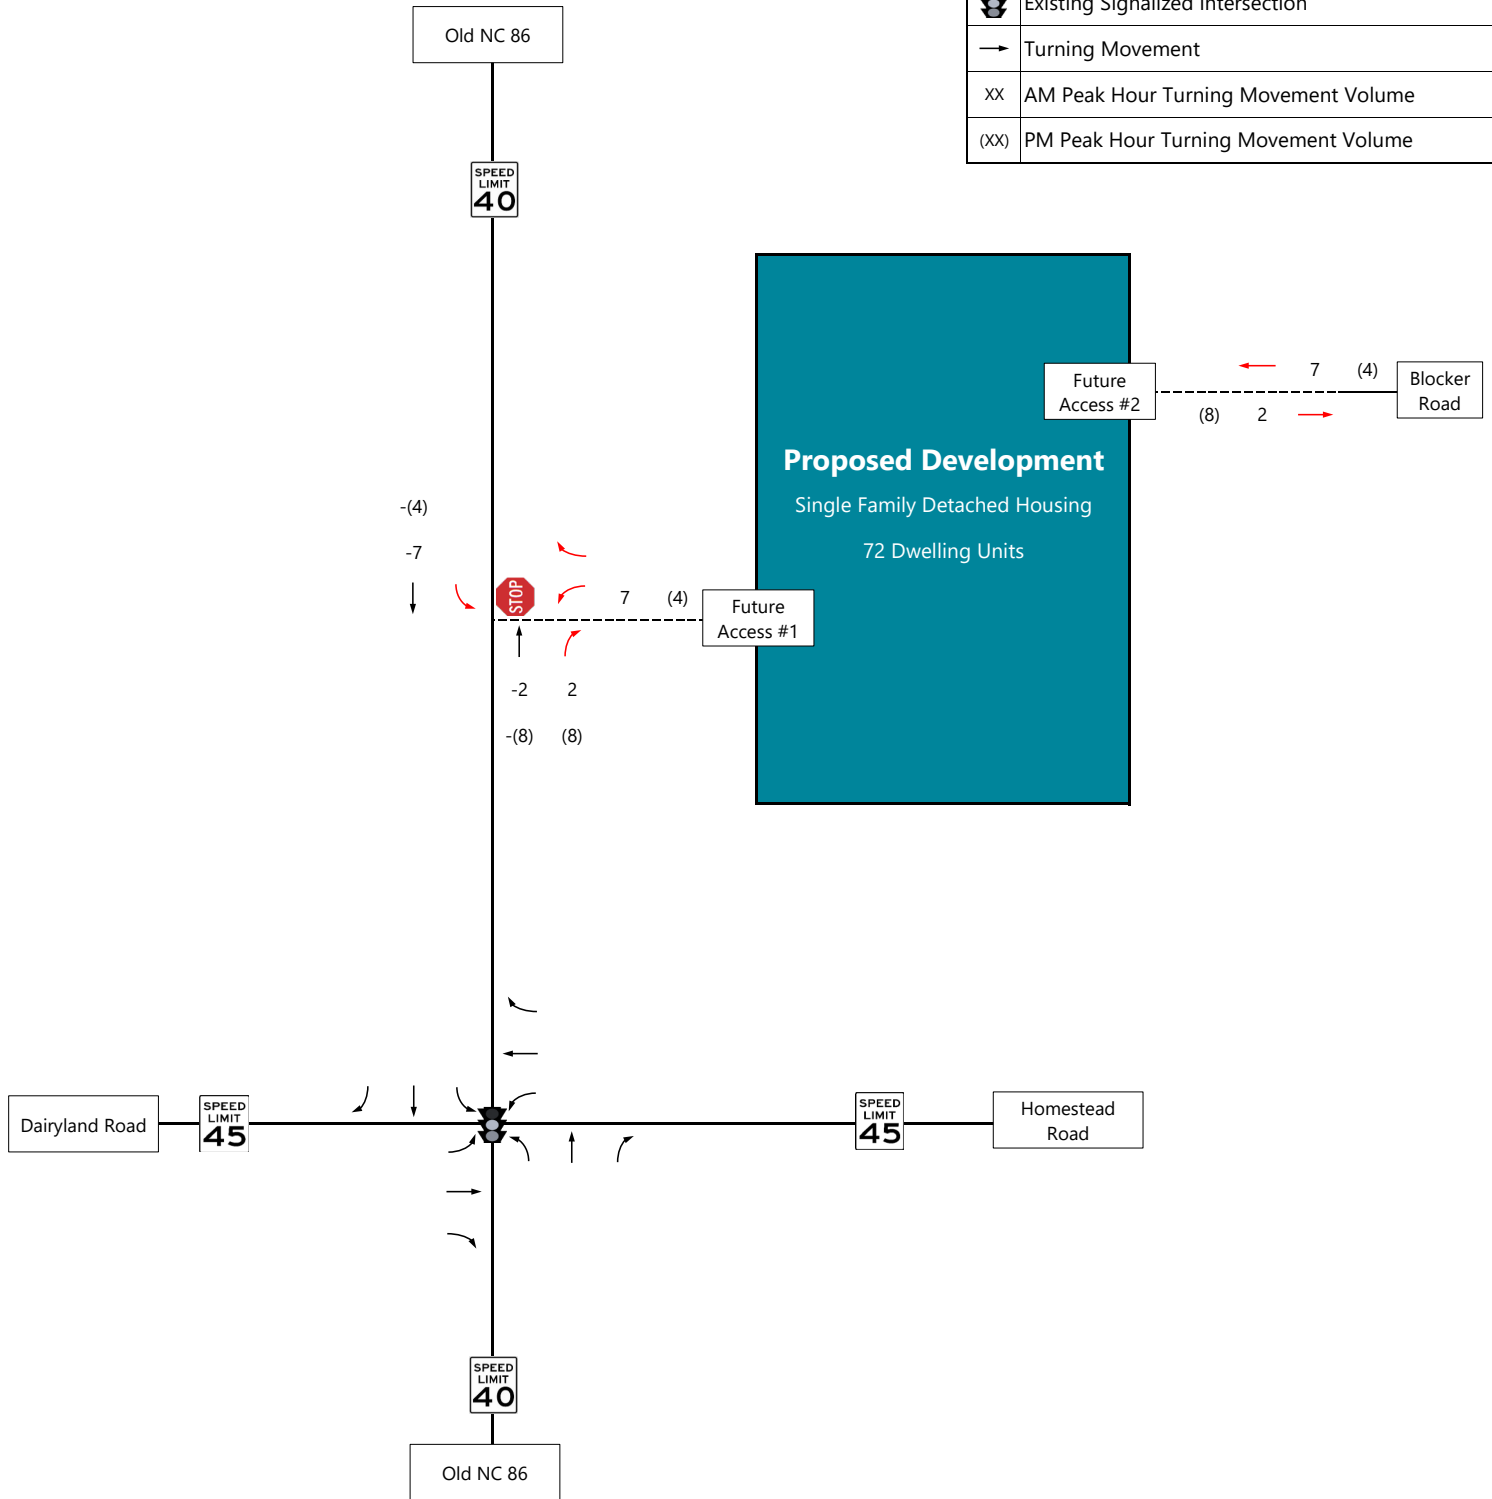 Old NC 86
Existing Signalized Intersection
Turning Movement
XX AM Peak Hour Turning Movement Volume
(XX) PM Peak Hour Turning Movement Volume
SPEED
LIMIT
40
7 (4)
Future
Access #2
Blocker
Road
(8) 2
Proposed Development
Single Family Detached Housing
72 Dwelling Units
-(4)
-7
STOP
7 (4)
Future
Access #1
-2 2
-(8) (8)
Dairyland Road
SPEED
LIMIT
45
SPEED
LIMIT
45
Homestead
Road
SPEED
LIMIT
40
Old NC 86